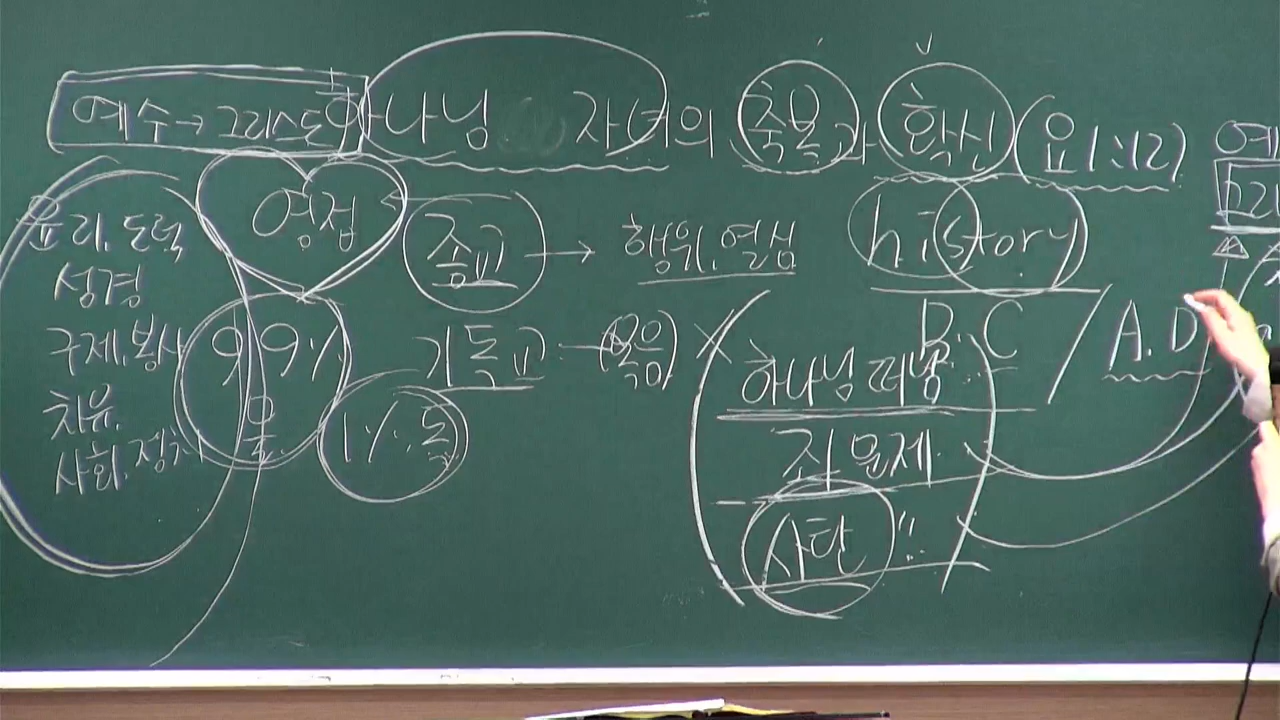 예수→그리스도 하나님 자녀의 축복과 확신 (요 1:12)
영접
윤리, 도덕
성경
구제, 봉사
치유,
사회, 정치
99%
물
1% 독
종교 → 행위, 열심
기독교 → (복음) X
history
B.C / A.D
하나님 떠남
죄 문제
사탄 〃